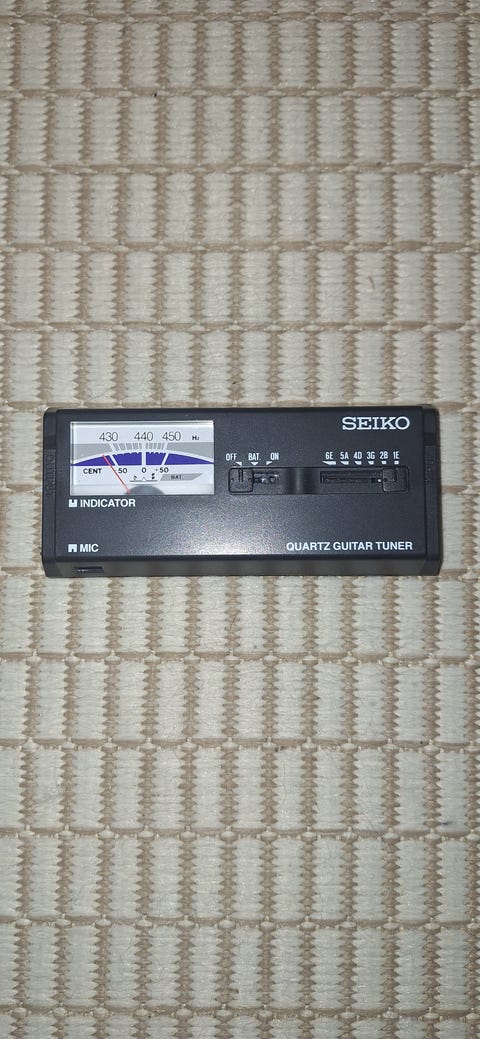 SEIKO
430 440 450 Hz
OFF BAT. ON
6E 5A 4D 3G 2B 1E
CENT -50 0 +50
BAT.
INDICATOR
MIC
QUARTZ GUITAR TUNER